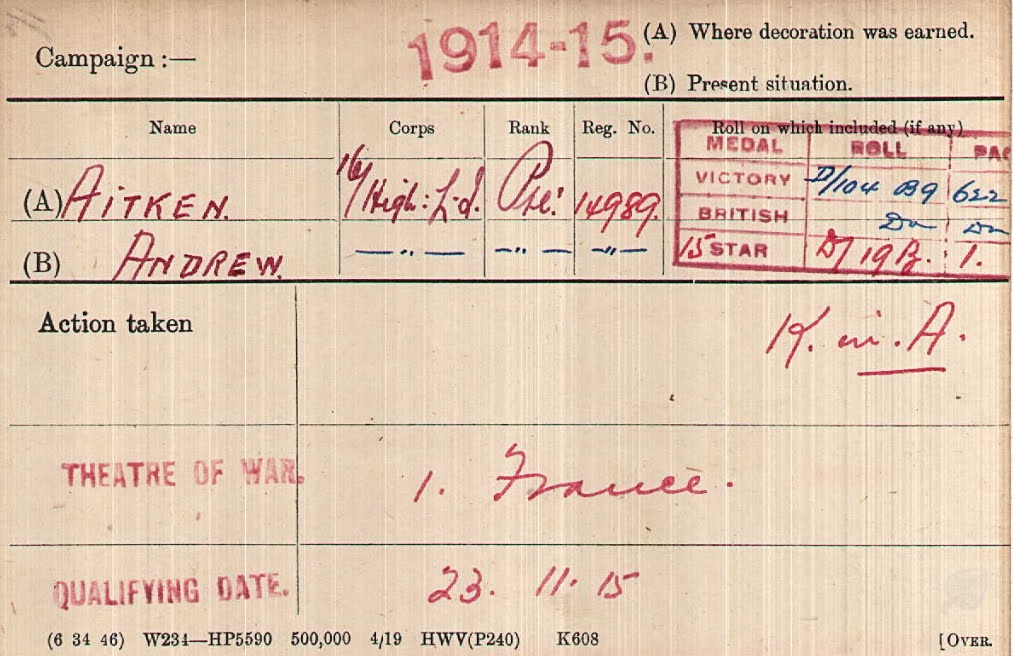 Campaign :—
1914-15.
(A) Where decoration was earned.
(B) Present situation.
Name Corps Rank Reg. No. Roll on which included (if any)
MEDAL ROLL PAG
(A) AITKEN. 16/High: L.I. Pte. 14989. VICTORY D/104 B9 622
BRITISH Do Do
(B) ANDREW. —"— —"— —"— 15 STAR D/19B. 1.
Action taken
K. in. A.
THEATRE OF WAR. 1. France.
QUALIFYING DATE. 23. 11. 15
(6 34 46) W234—HP5590 500,000 4/19 HWV(P240) K608 [OVER.